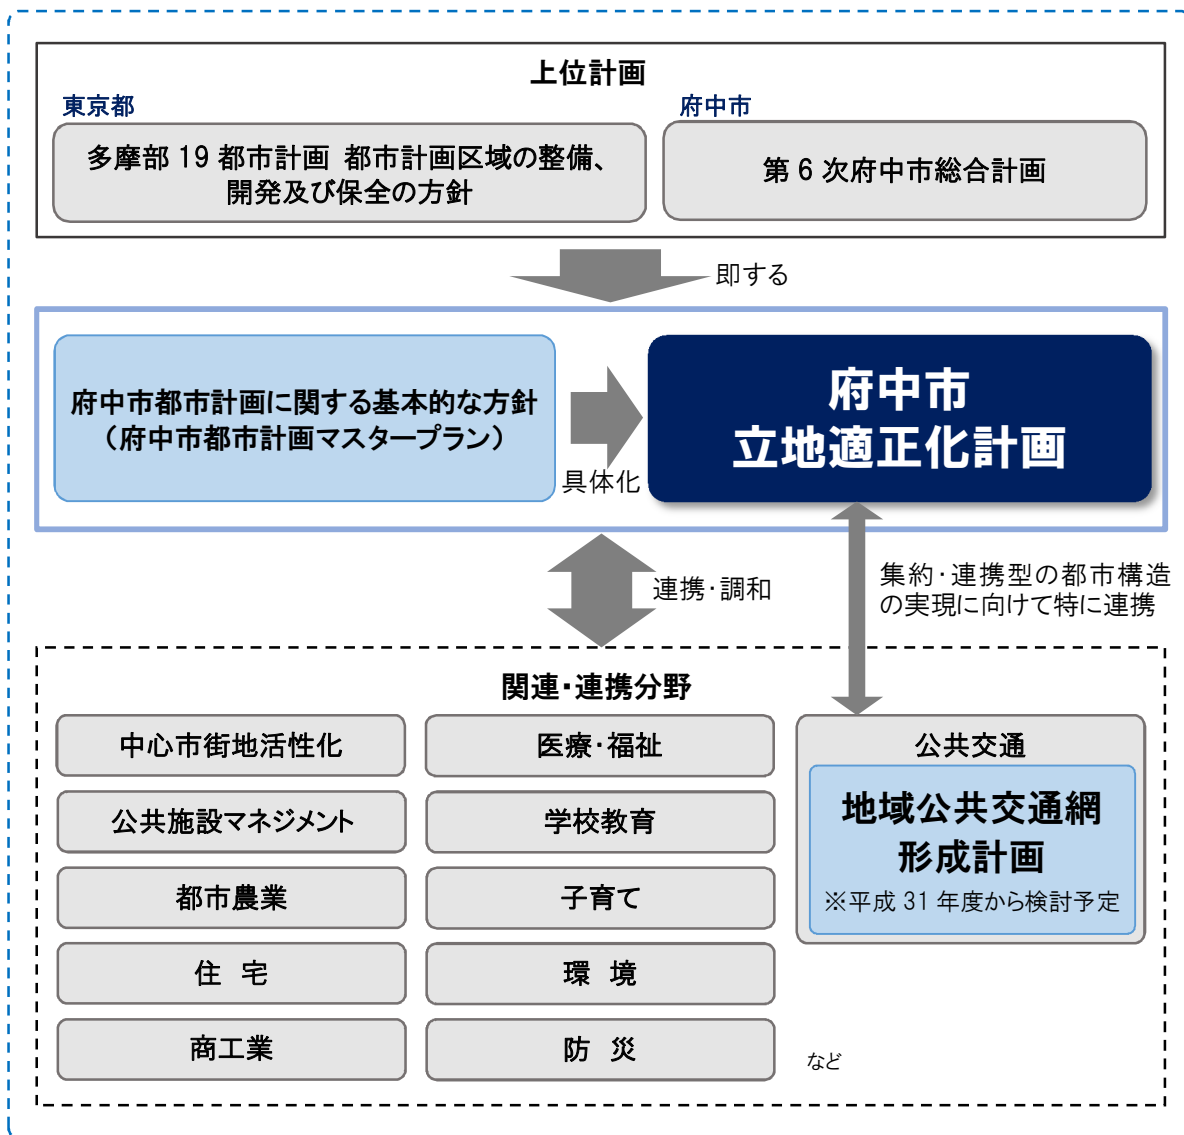 上位計画
東京都
府中市
多摩部 19 都市計画 都市計画区域の整備、
開発及び保全の方針
第 6 次府中市総合計画
即する
府中市都市計画に関する基本的な方針
（府中市都市計画マスタープラン）
具体化
府中市
立地適正化計画
連携・調和
集約・連携型の都市構造
の実現に向けて特に連携
関連・連携分野
中心市街地活性化
医療・福祉
公共施設マネジメント
学校教育
都市農業
子育て
住 宅
環 境
商工業
防 災
公共交通
地域公共交通網
形成計画
※平成 31 年度から検討予定
など